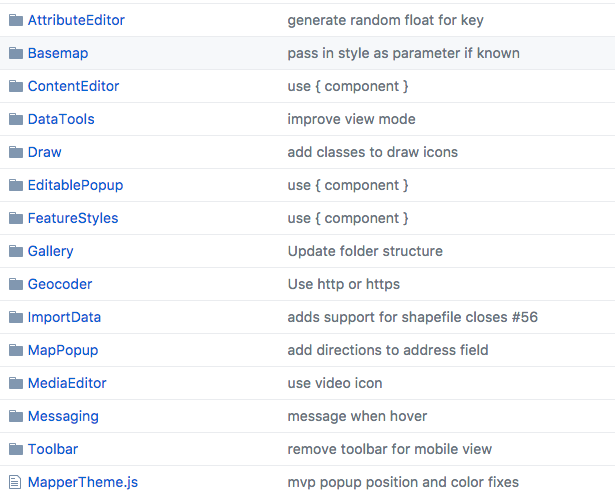 AttributeEditor generate random float for key
Basemap pass in style as parameter if known
ContentEditor use { component }
DataTools improve view mode
Draw add classes to draw icons
EditablePopup use { component }
FeatureStyles use { component }
Gallery Update folder structure
Geocoder Use http or https
ImportData adds support for shapefile closes #56
MapPopup add directions to address field
MediaEditor use video icon
Messaging message when hover
Toolbar remove toolbar for mobile view
MapperTheme.js mvp popup position and color fixes